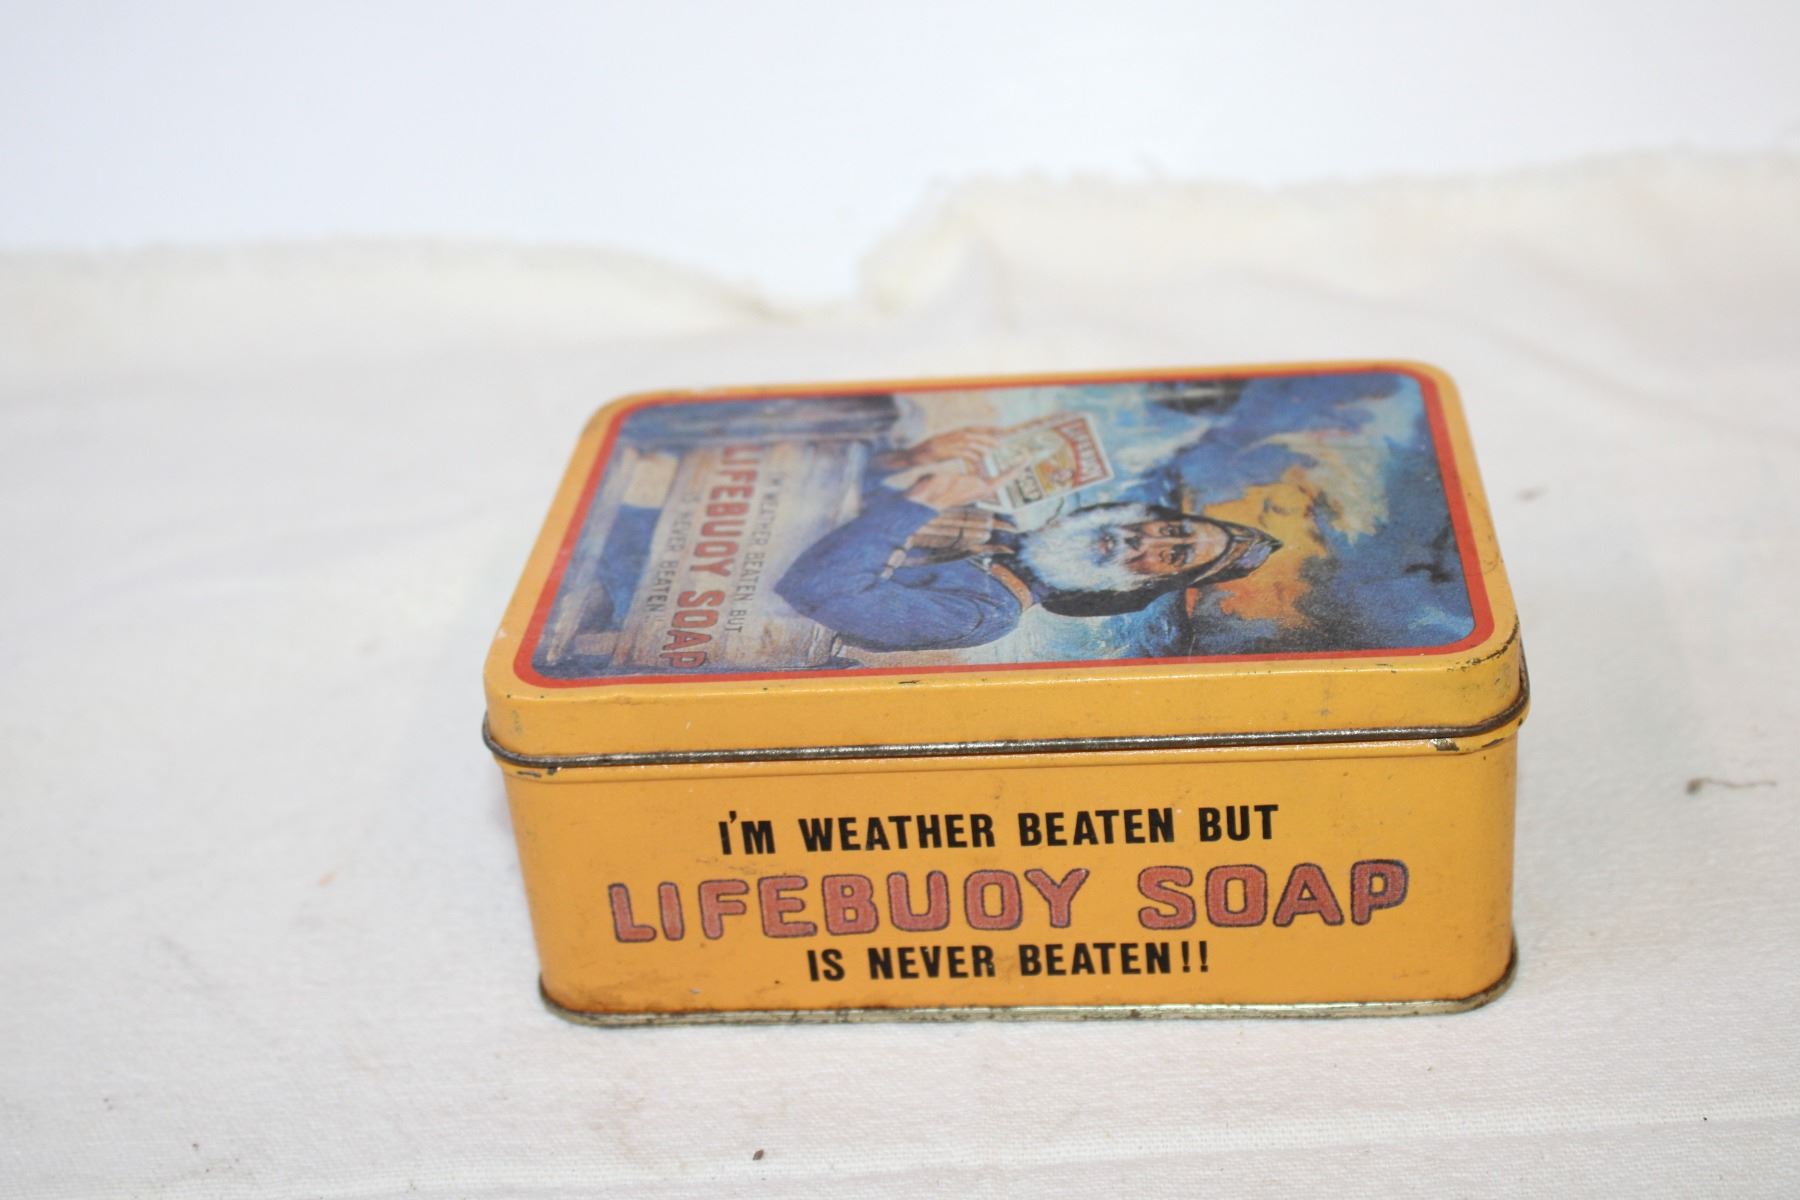 I'M WEATHER BEATEN BUT
LIFEBUOY SOAP
IS NEVER BEATEN!!
I'M WEATHER BEATEN BUT
LIFEBUOY SOAP
IS NEVER BEATEN!!